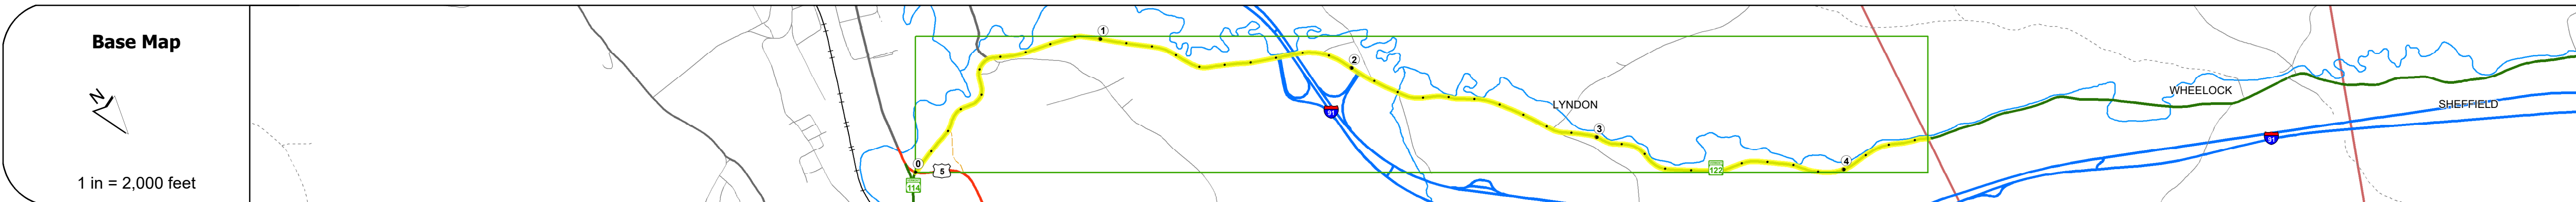 Base Map
N
1 in = 2,000 feet
0
1
2
3
4
5
114
91
122
LYNDON
WHEELOCK
SHEFFIELD
91